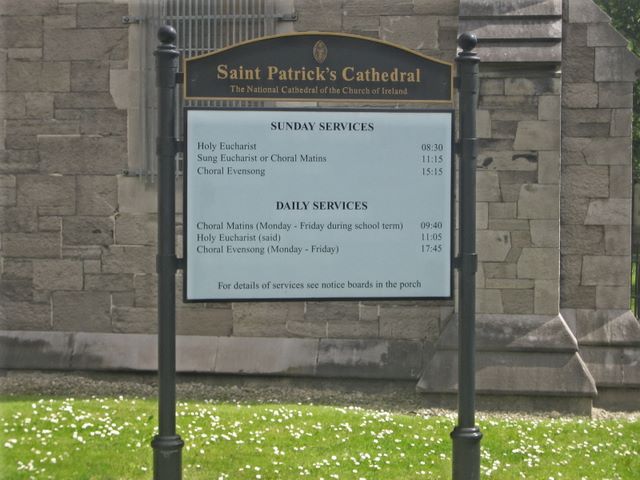 Saint Patrick's Cathedral
The National Cathedral of the Church of Ireland
SUNDAY SERVICES
Holy Eucharist 08:30
Sung Eucharist or Choral Matins 11:15
Choral Evensong 15:15
DAILY SERVICES
Choral Matins (Monday - Friday during school term) 09:40
Holy Eucharist (said) 11:05
Choral Evensong (Monday - Friday) 17:45
For details of services see notice boards in the porch